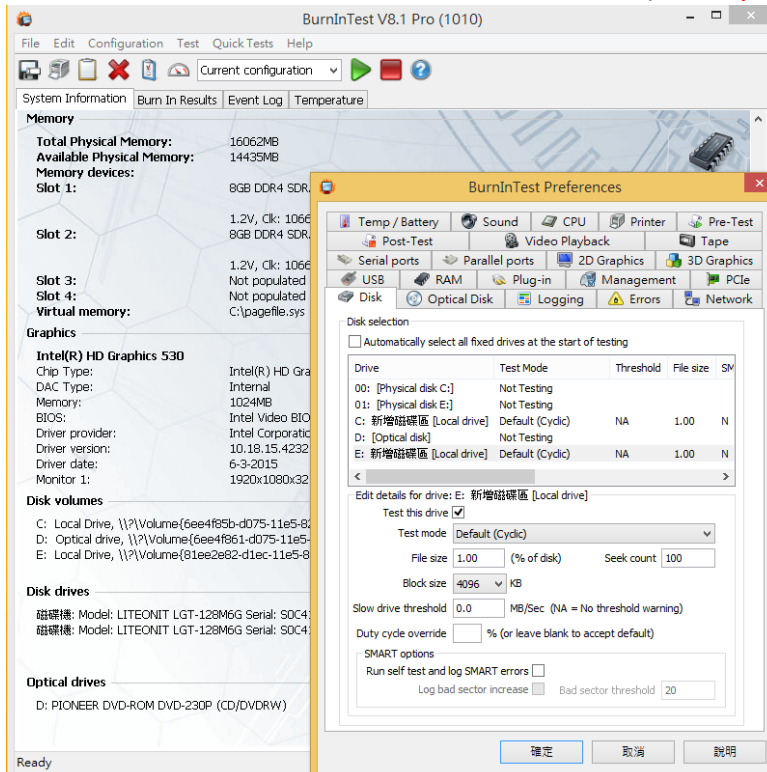 BurnInTest V8.1 Pro (1010)
File Edit Configuration Test Quick Tests Help
Current configuration
System Information Burn In Results Event Log Temperature
Memory
Total Physical Memory: 16062MB
Available Physical Memory: 14435MB
Memory devices:
Slot 1: 8GB DDR4 SDR
1.2V, Clk: 1066
Slot 2: 8GB DDR4 SDR
1.2V, Clk: 1066
Slot 3: Not populated
Slot 4: Not populated
Virtual memory: C:\pagefile.sys
Graphics
Intel(R) HD Graphics 530
Chip Type: Intel(R) HD Gra
DAC Type: Internal
Memory: 1024MB
BIOS: Intel Video BIO
Driver provider: Intel Corporatic
Driver version: 10.18.15.4232
Driver date: 6-3-2015
Monitor 1: 1920x1080x32
Disk volumes
C: Local Drive, \\?\Volume{6ee4f85b-d075-11e5-82
D: Optical drive, \\?\Volume{6ee4f861-d075-11e5-
E: Local Drive, \\?\Volume{81ee2e82-d1ec-11e5-8
Disk drives
磁碟機: Model: LITEONIT LGT-128M6G Serial: S0C41
磁碟機: Model: LITEONIT LGT-128M6G Serial: S0C41
Optical drives
D: PIONEER DVD-ROM DVD-230P (CD/DVDRW)
Ready
BurnInTest Preferences
Temp / Battery Sound CPU Printer Pre-Test
Post-Test Video Playback Tape
Serial ports Parallel ports 2D Graphics 3D Graphics
USB RAM Plug-in Management PCIe
Disk Optical Disk Logging Errors Network
Disk selection
Automatically select all fixed drives at the start of testing
Drive Test Mode Threshold File size SM
00: [Physical disk C:] Not Testing
01: [Physical disk E:] Not Testing
C: 新增磁碟區 [Local drive] Default (Cyclic) NA 1.00 N
D: [Optical disk] Not Testing
E: 新增磁碟區 [Local drive] Default (Cyclic) NA 1.00 N
Edit details for drive: E: 新增磁碟區 [Local drive]
Test this drive
Test mode Default (Cyclic)
File size 1.00 (% of disk) Seek count 100
Block size 4096 KB
Slow drive threshold 0.0 MB/Sec (NA = No threshold warning)
Duty cycle override % (or leave blank to accept default)
SMART options
Run self test and log SMART errors
Log bad sector increase Bad sector threshold 20
確定 取消 說明